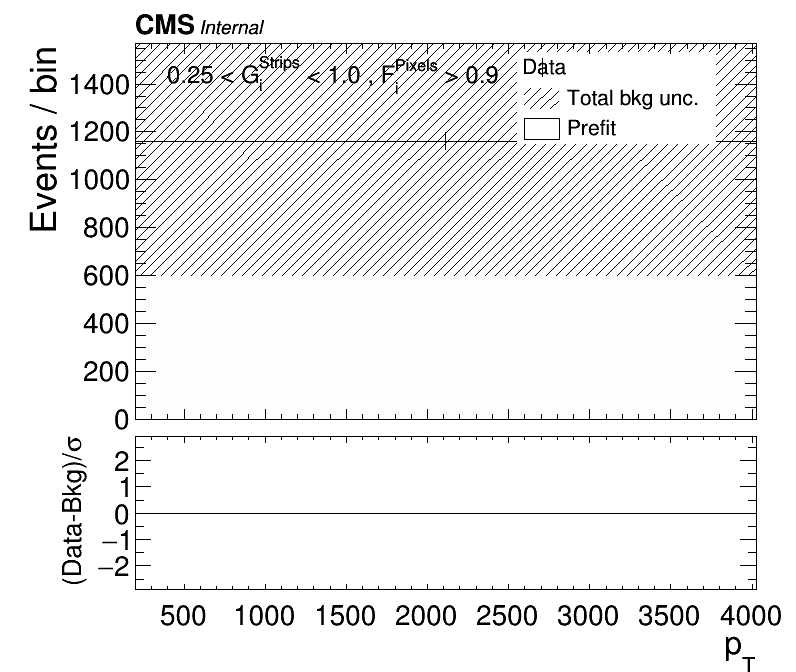 CMS Internal
0.25 < G_i^Strips < 1.0 , F_i^Pixels > 0.9
Data
Total bkg unc.
Prefit
Events / bin
1400
1200
1000
800
600
400
200
0
(Data-Bkg)/σ
2
1
0
−1
−2
500 1000 1500 2000 2500 3000 3500 4000
p_T